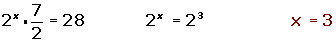 2ˣ · 7/2 = 28    2ˣ = 2³    x = 3